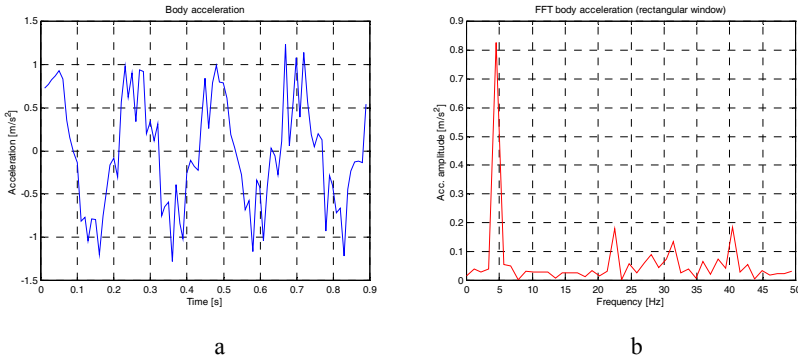 Body acceleration
1.5
1
0.5
0
-0.5
-1
-1.5
Acceleration [m/s²]
0 0.1 0.2 0.3 0.4 0.5 0.6 0.7 0.8 0.9
Time [s]
a
FFT body acceleration (rectangular window)
0.9
0.8
0.7
0.6
0.5
0.4
0.3
0.2
0.1
0
Acc. amplitude [m/s²]
0 5 10 15 20 25 30 35 40 45 50
Frequency [Hz]
b